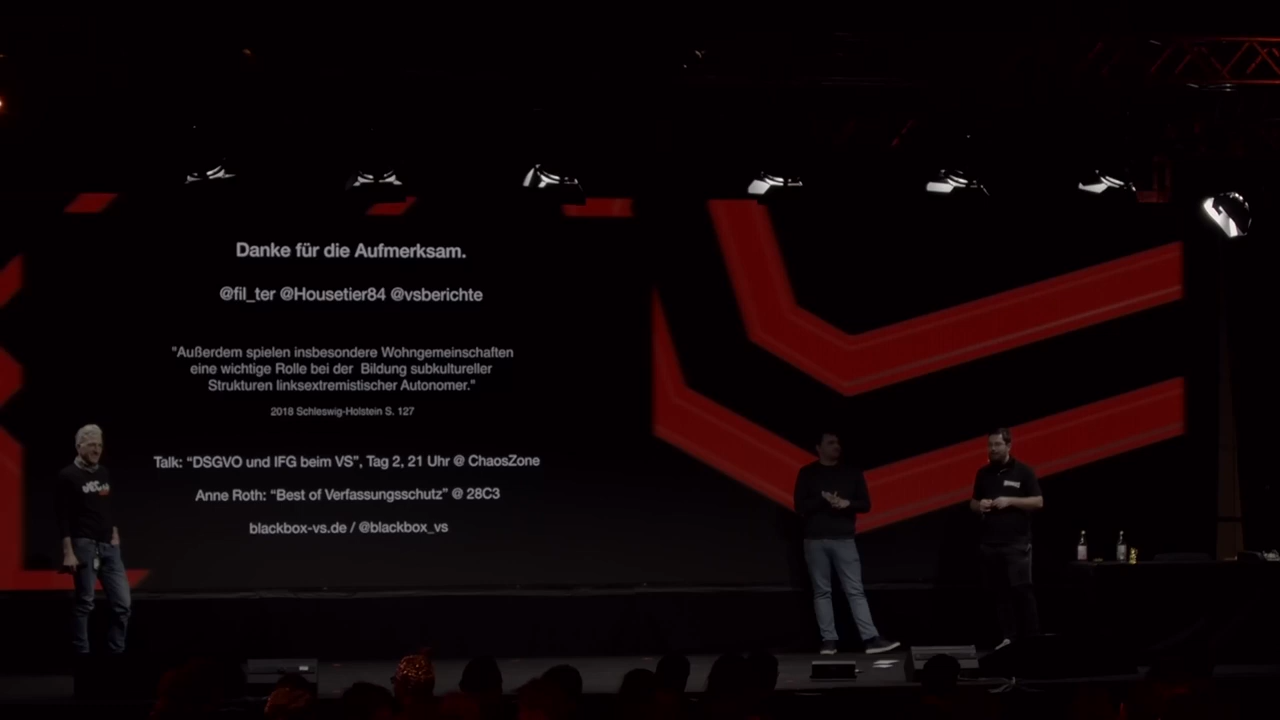 Danke für die Aufmerksam.
@fil_ter @Housetier84 @vsberichte
"Außerdem spielen insbesondere Wohngemeinschaften
eine wichtige Rolle bei der Bildung subkultureller
Strukturen linksextremistischer Autonomer."
2018 Schleswig-Holstein S. 127
Talk: “DSGVO und IFG beim VS”, Tag 2, 21 Uhr @ ChaosZone
Anne Roth: “Best of Verfassungsschutz” @ 28C3
blackbox-vs.de / @blackbox_vs